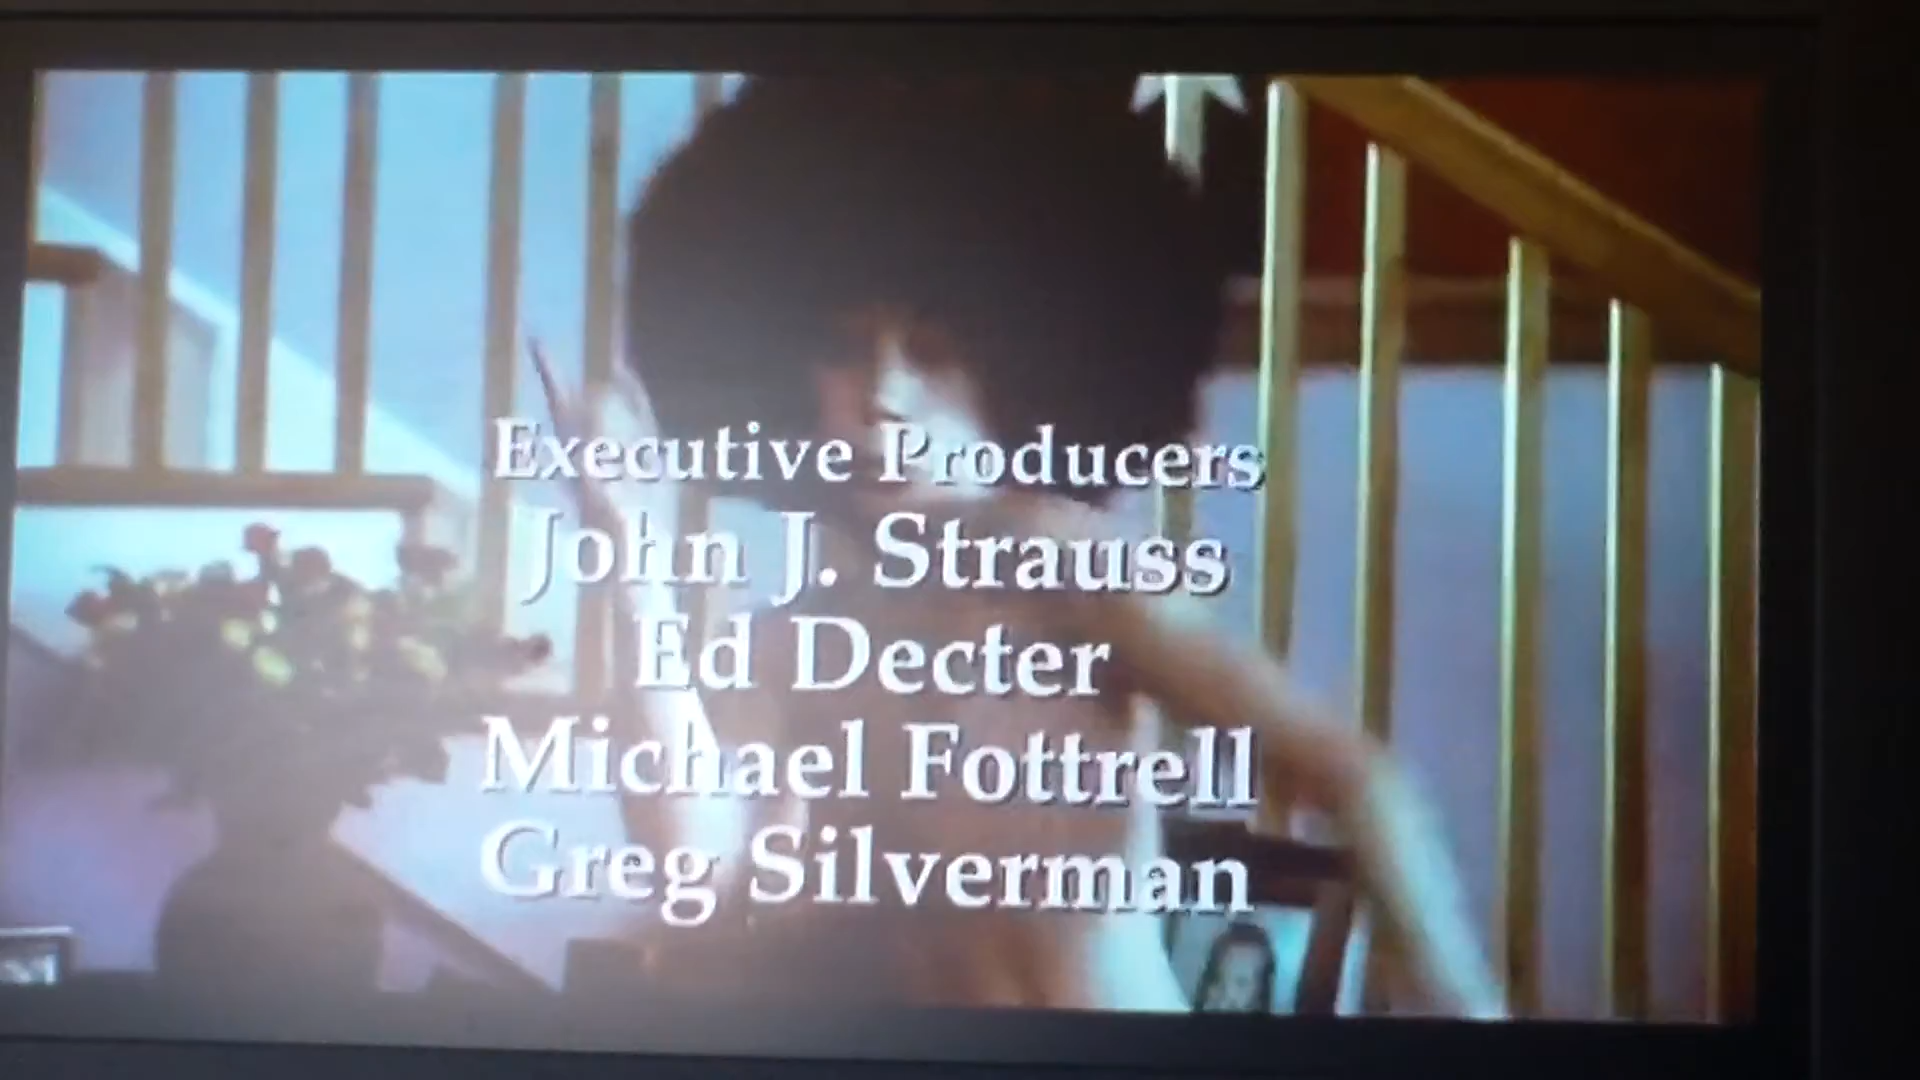 Executive Producers
John J. Strauss
Ed Decter
Michael Fottrell
Greg Silverman